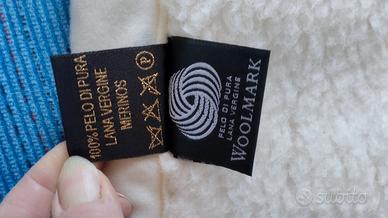 100% PELO DI PURA
LANA VERGINE
MERINOS
P
PELO DI PURA
LANA VERGINE
WOOLMARK
subito